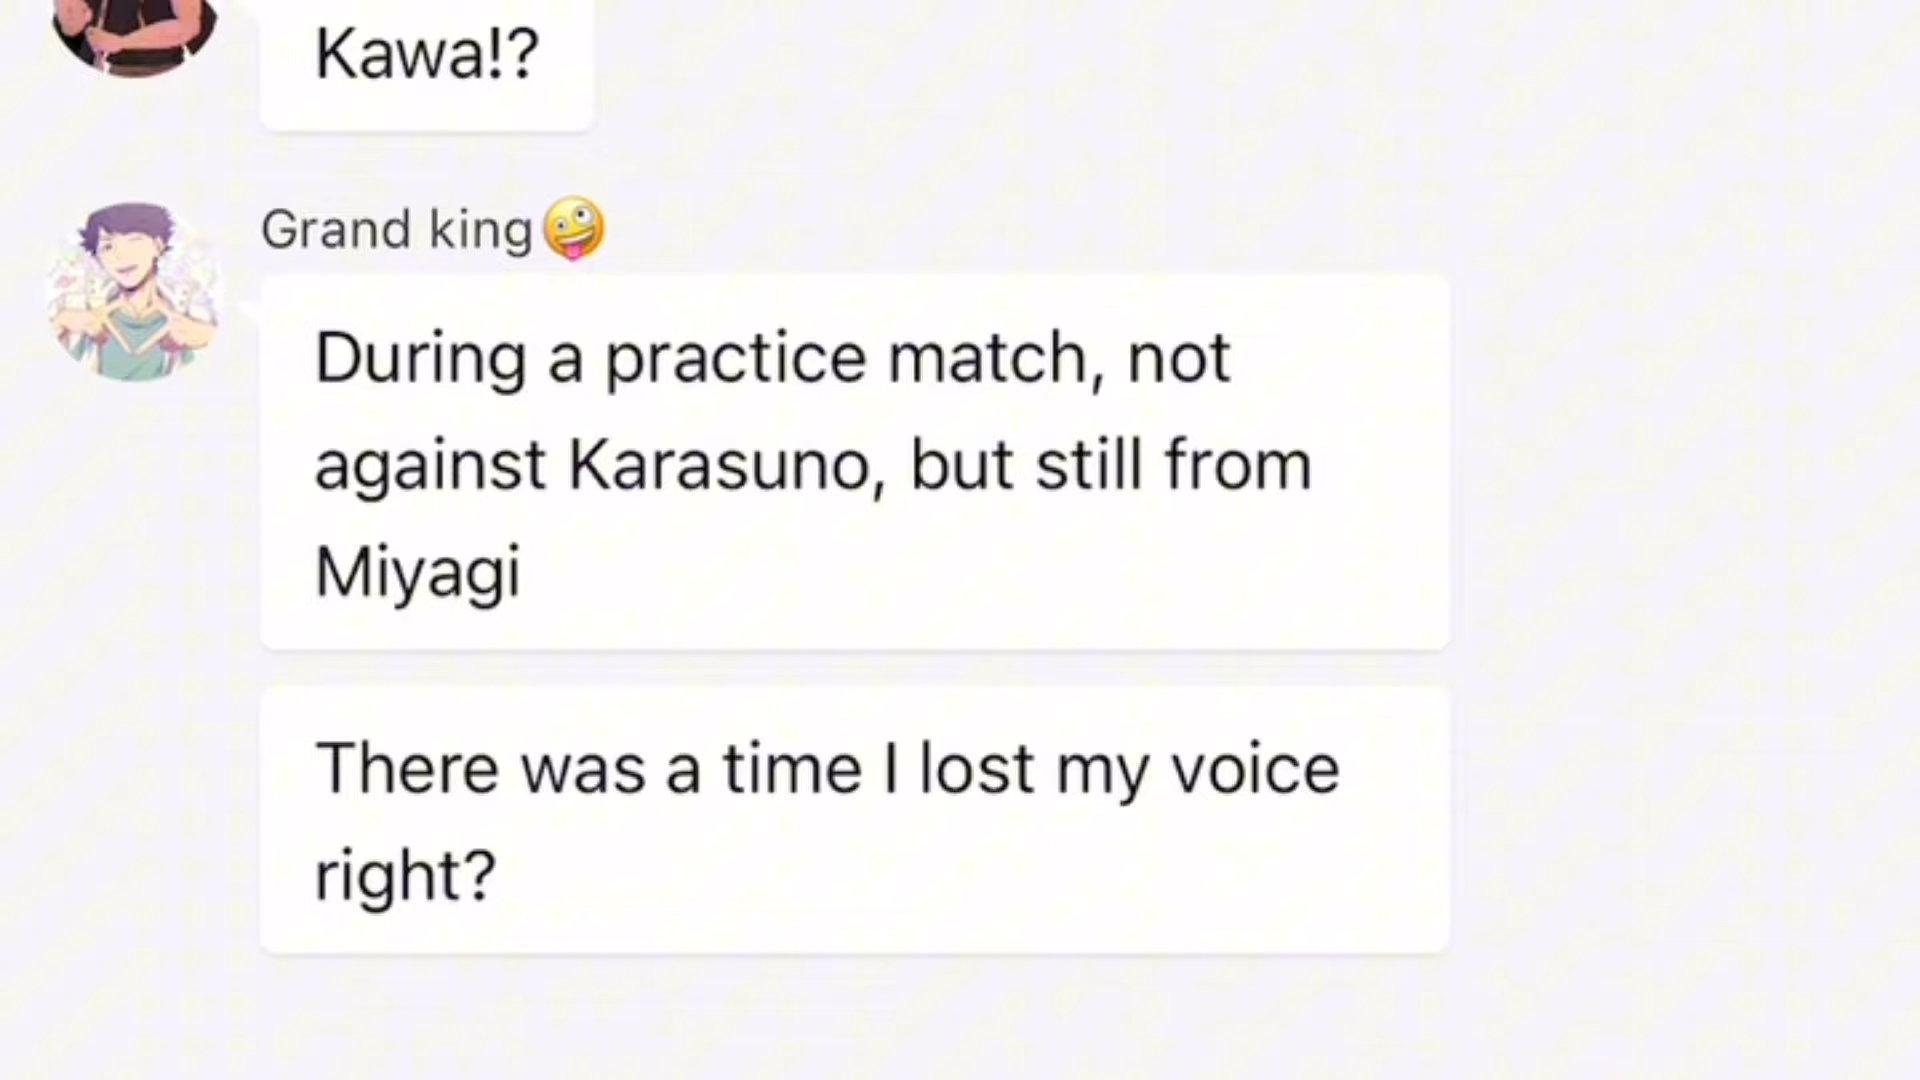 Kawa!?
Grand king🤪
During a practice match, not
against Karasuno, but still from
Miyagi
There was a time I lost my voice
right?